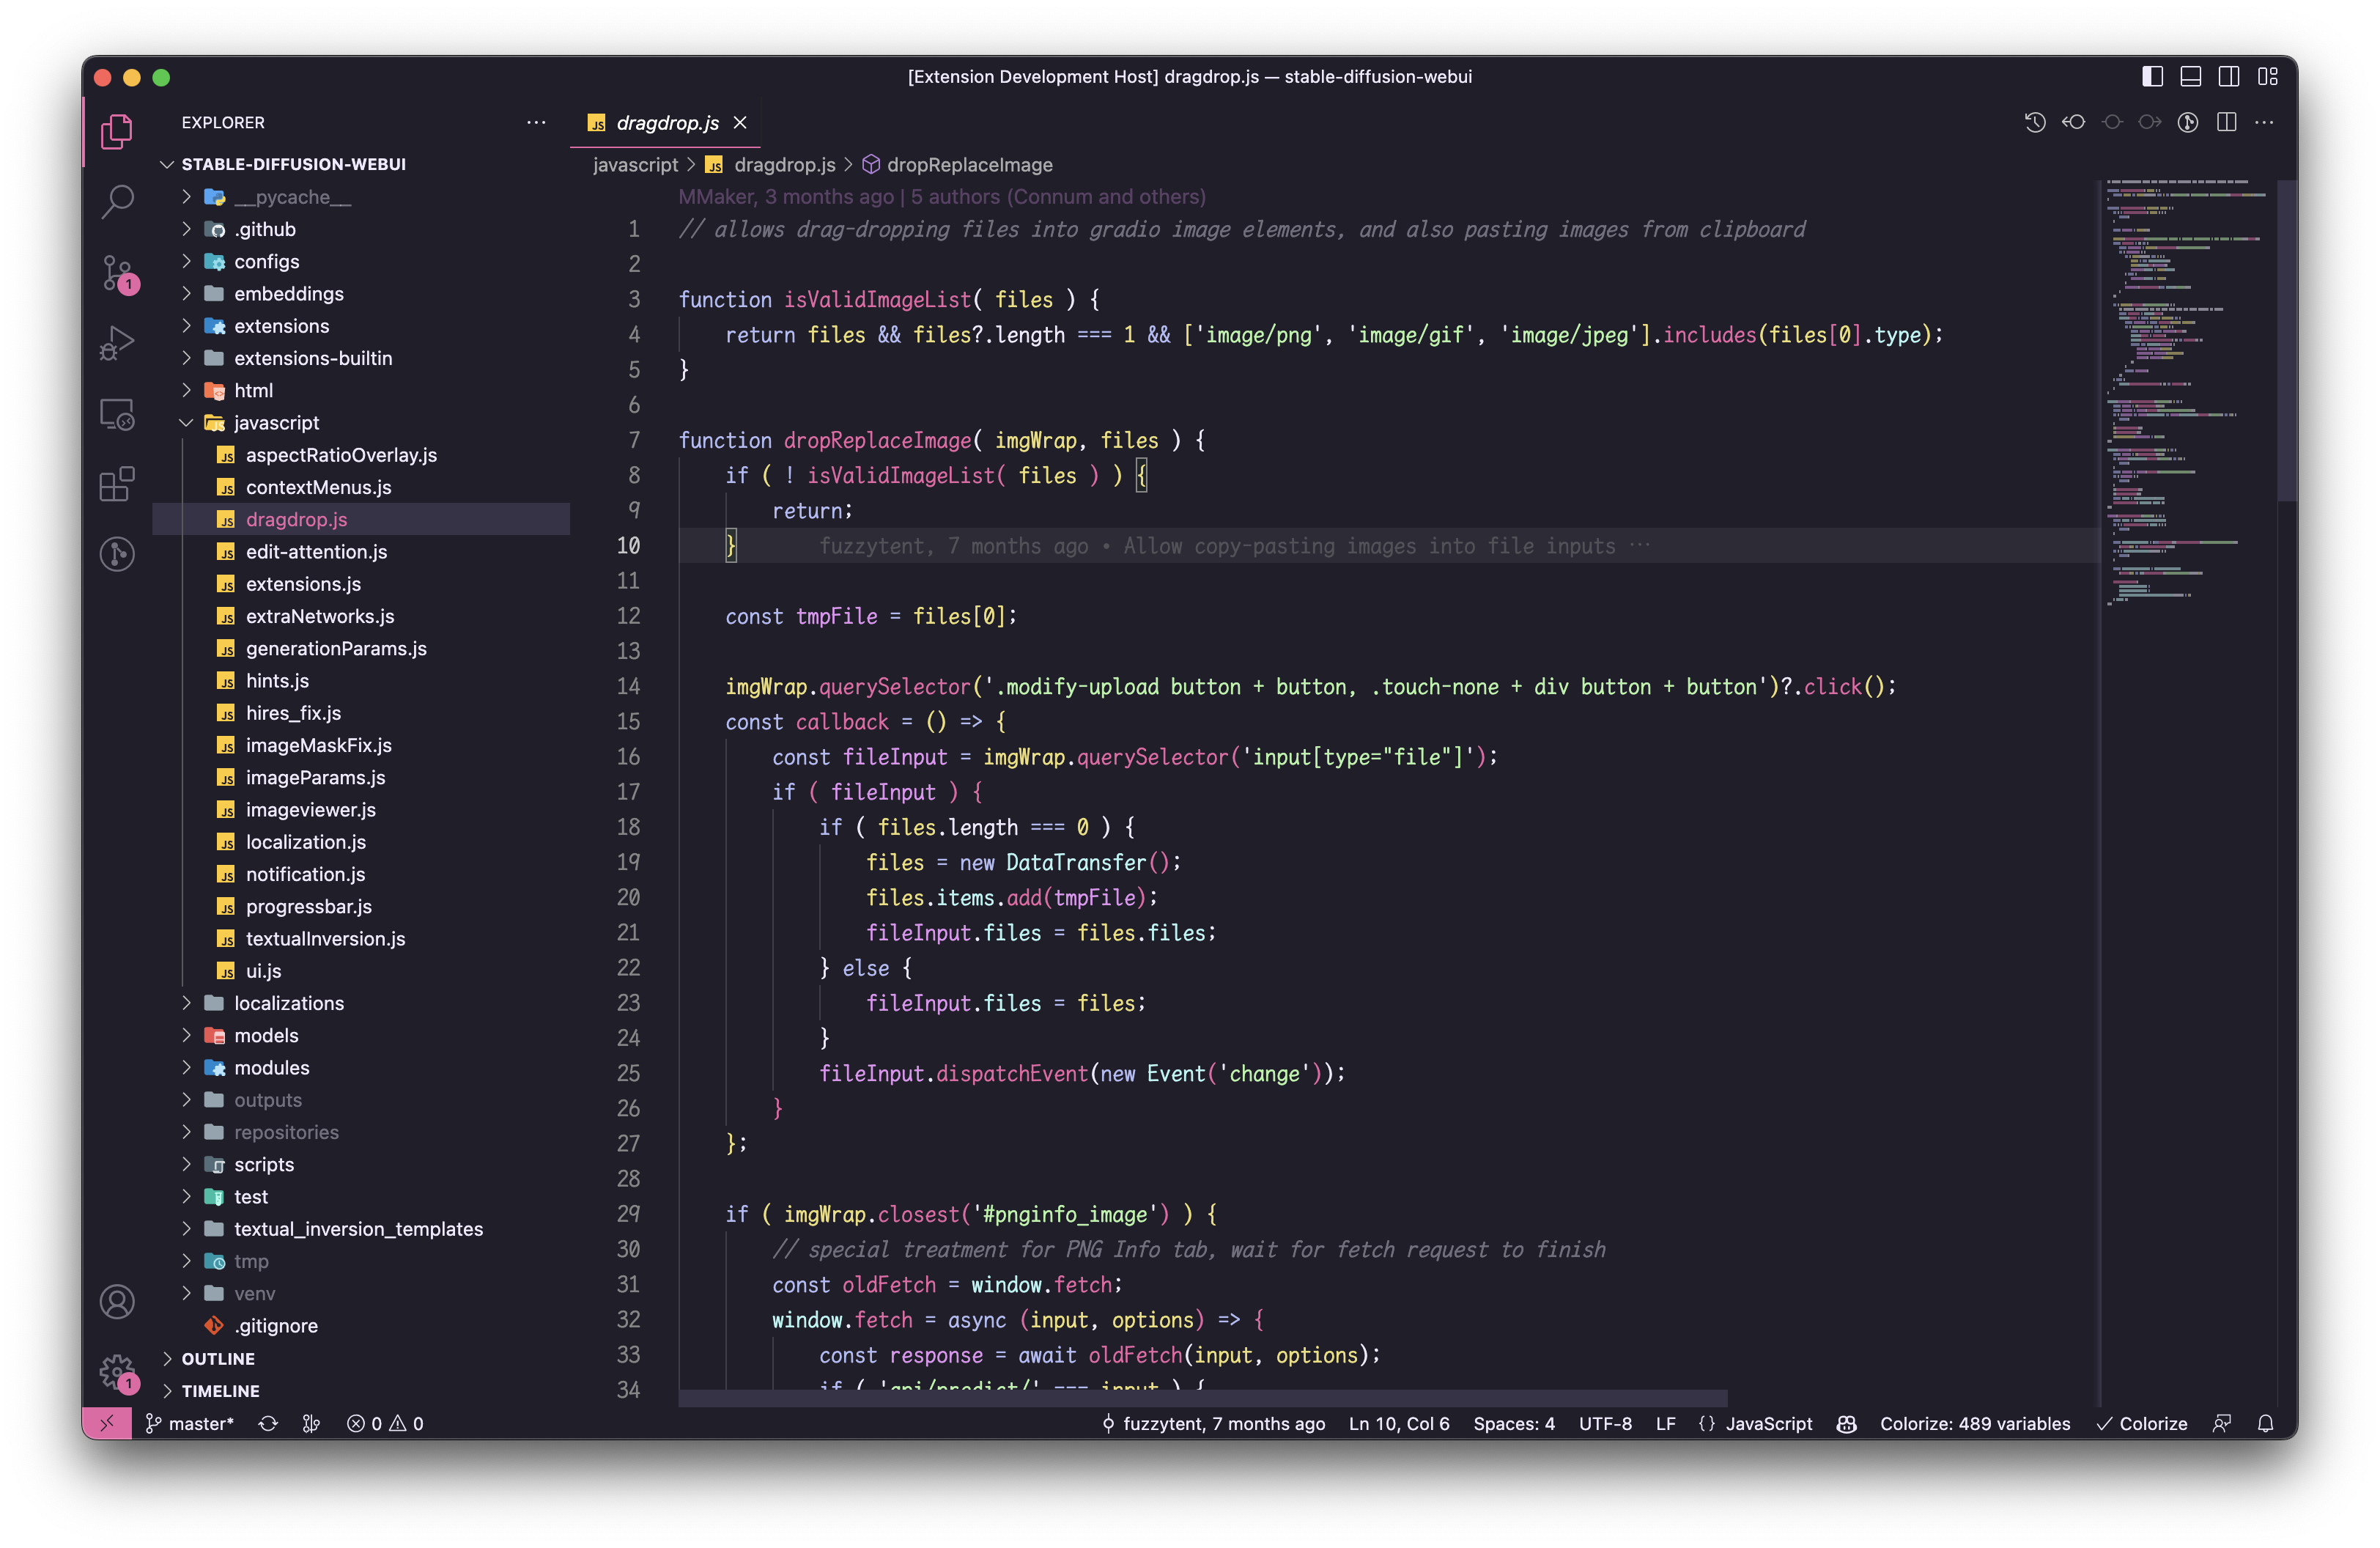 [Extension Development Host] dragdrop.js — stable-diffusion-webui
EXPLORER
STABLE-DIFFUSION-WEBUI
__pycache__
.github
configs
embeddings
extensions
extensions-builtin
html
javascript
aspectRatioOverlay.js
contextMenus.js
dragdrop.js
edit-attention.js
extensions.js
extraNetworks.js
generationParams.js
hints.js
hires_fix.js
imageMaskFix.js
imageParams.js
imageviewer.js
localization.js
notification.js
progressbar.js
textualInversion.js
ui.js
localizations
models
modules
outputs
repositories
scripts
test
textual_inversion_templates
tmp
venv
.gitignore
OUTLINE
TIMELINE
1
1
JS dragdrop.js
javascript > JS dragdrop.js > dropReplaceImage
MMaker, 3 months ago | 5 authors (Connum and others)
1 // allows drag-dropping files into gradio image elements, and also pasting images from clipboard
2
3 function isValidImageList( files ) {
4     return files && files?.length === 1 && ['image/png', 'image/gif', 'image/jpeg'].includes(files[0].type);
5 }
6
7 function dropReplaceImage( imgWrap, files ) {
8     if ( ! isValidImageList( files ) ) {
9         return;
10     }       fuzzytent, 7 months ago • Allow copy-pasting images into file inputs ···
11
12     const tmpFile = files[0];
13
14     imgWrap.querySelector('.modify-upload button + button, .touch-none + div button + button')?.click();
15     const callback = () => {
16         const fileInput = imgWrap.querySelector('input[type="file"]');
17         if ( fileInput ) {
18             if ( files.length === 0 ) {
19                 files = new DataTransfer();
20                 files.items.add(tmpFile);
21                 fileInput.files = files.files;
22             } else {
23                 fileInput.files = files;
24             }
25             fileInput.dispatchEvent(new Event('change'));
26         }
27     };
28
29     if ( imgWrap.closest('#pnginfo_image') ) {
30         // special treatment for PNG Info tab, wait for fetch request to finish
31         const oldFetch = window.fetch;
32         window.fetch = async (input, options) => {
33             const response = await oldFetch(input, options);
34             if ( 'api/predict/' === input ) {
master* 0 0
fuzzytent, 7 months ago Ln 10, Col 6 Spaces: 4 UTF-8 LF {} JavaScript Colorize: 489 variables ✓ Colorize